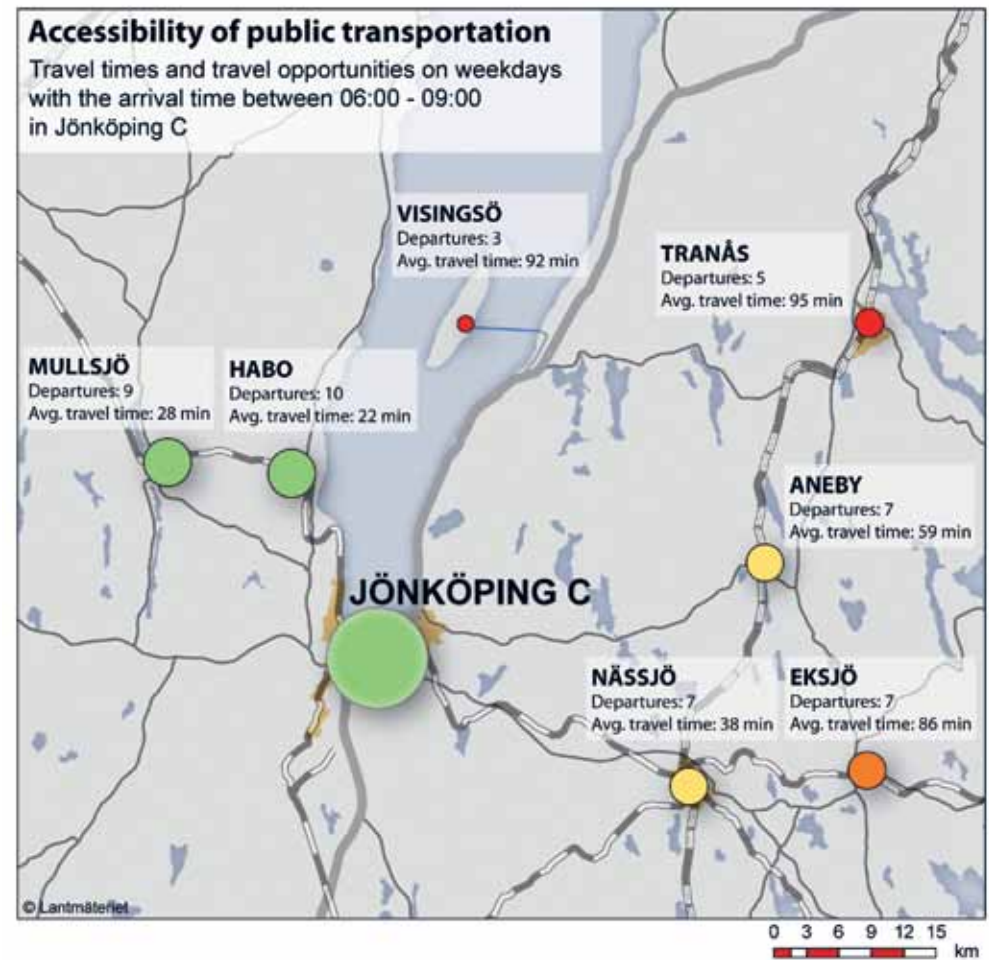 Accessibility of public transportation
Travel times and travel opportunities on weekdays
with the arrival time between 06:00 - 09:00
in Jönköping C
VISINGSÖ
Departures: 3
Avg. travel time: 92 min
TRANÅS
Departures: 5
Avg. travel time: 95 min
MULLSJÖ
Departures: 9
Avg. travel time: 28 min
HABO
Departures: 10
Avg. travel time: 22 min
ANEBY
Departures: 7
Avg. travel time: 59 min
JÖNKÖPING C
NÄSSJÖ
Departures: 7
Avg. travel time: 38 min
EKSJÖ
Departures: 7
Avg. travel time: 86 min
© Lantmäteriet
0 3 6 9 12 15
km